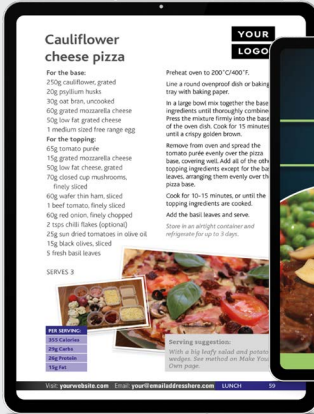 Cauliflower
cheese pizza
For the base:
250g cauliflower, grated
20g psyllium husks
30g oat bran, uncooked
60g grated mozzarella cheese
50g low fat grated cheese
1 medium sized free range egg
For the topping:
65g tomato purée
15g grated mozzarella cheese
50g low fat cheese, grated
70g closed cup mushrooms,
finely sliced
60g wafer thin ham, sliced
1 beef tomato, finely sliced
60g red onion, finely chopped
2 tsps chilli flakes (optional)
25g sun dried tomatoes in olive oil
15g black olives, sliced
5 fresh basil leaves
SERVES 3
PER SERVING:
355 Calories
29g Carbs
26g Protein
15g Fat
YOUR
LOGO
Preheat oven to 200°C/400°F.
Line a round ovenproof dish or baking
tray with baking paper.
In a large bowl mix together the base
ingredients until thoroughly combine
Press the mixture firmly into the base
of the oven dish. Cook for 15 minutes
until a crispy golden brown.
Remove from oven and spread the
tomato purée evenly over the pizza
base, covering well. Add all of the oth
topping ingredients except for the ba
leaves, arranging them evenly over th
pizza base.
Cook for 10-15 minutes, or until the
topping ingredients are cooked.
Add the basil leaves and serve.
Store in an airtight container and
refrigerate for up to 3 days.
Serving suggestion:
With a big leafy salad and potato
wedges. See method on Make You
Own page.
Visit: yourwebsite.com Email: your@emailaddresshere.com LUNCH 59